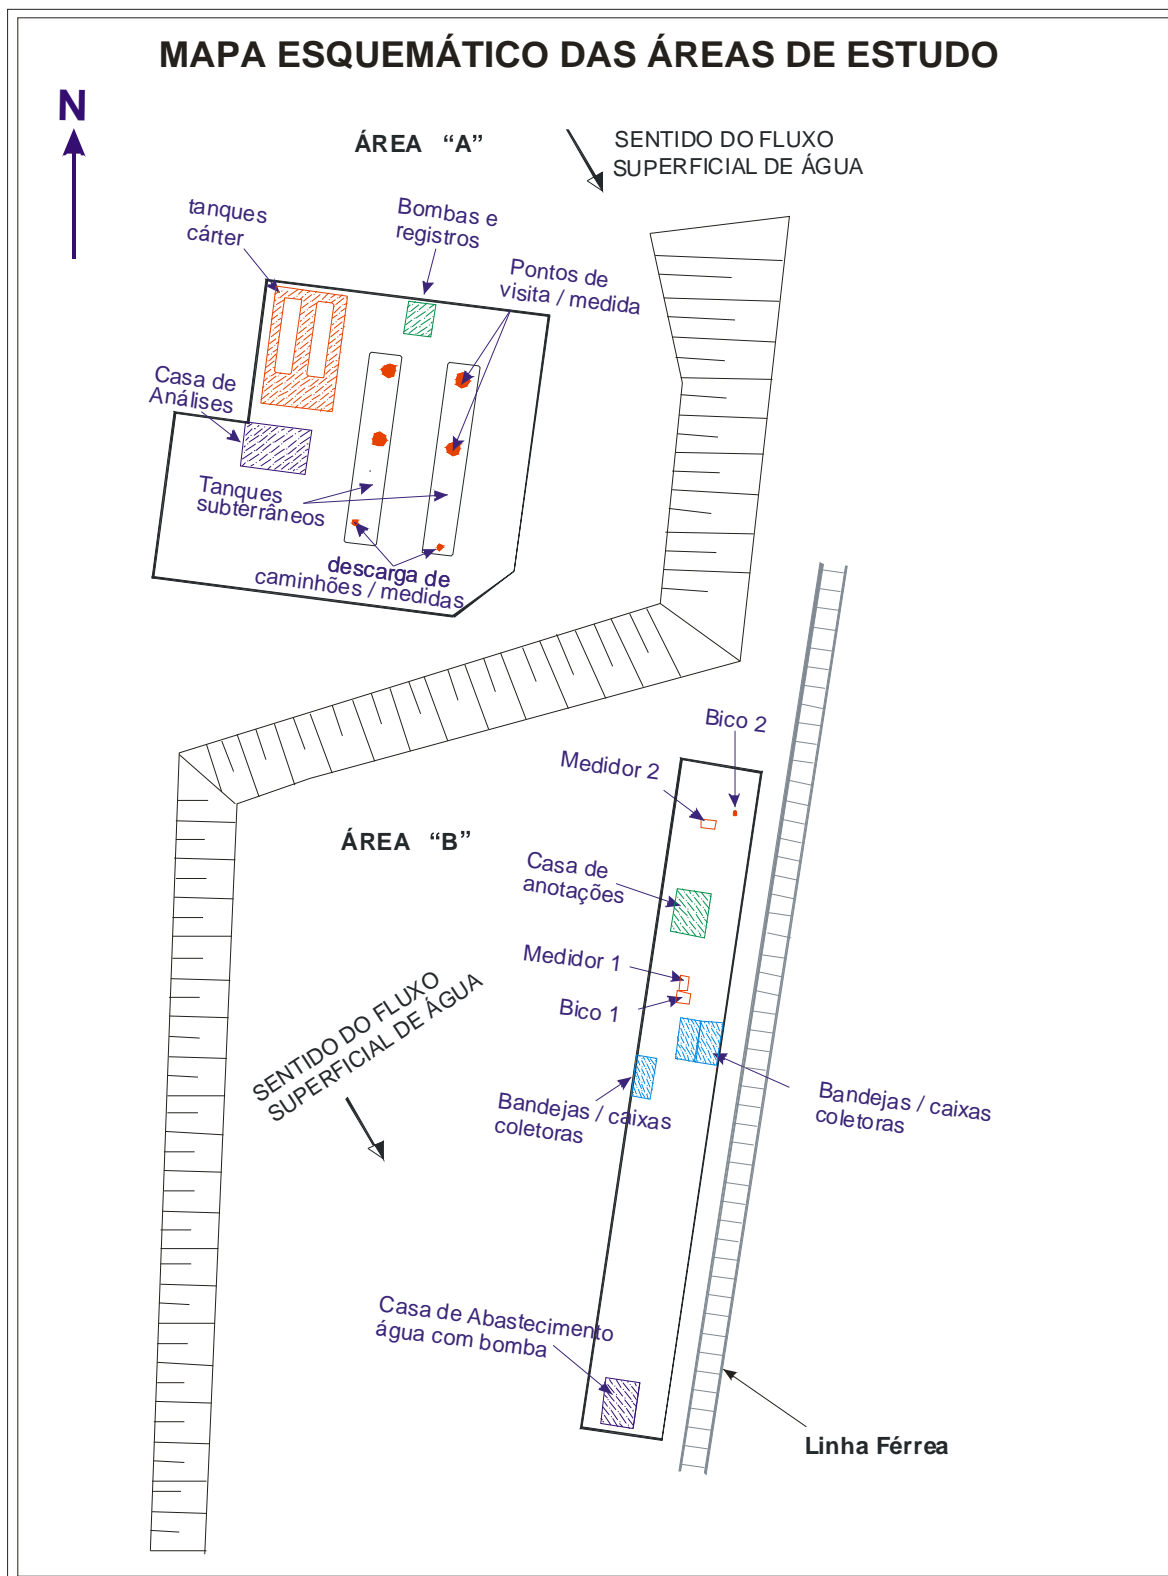 MAPA ESQUEMÁTICO DAS ÁREAS DE ESTUDO
N
ÁREA “A”
SENTIDO DO FLUXO
SUPERFICIAL DE ÁGUA
tanques
cárter
Bombas e
registros
Pontos de
visita / medida
Casa de
Análises
Tanques
subterrâneos
descarga de
caminhões / medidas
Bico 2
Medidor 2
ÁREA “B”
Casa de
anotações
Medidor 1
Bico 1
SENTIDO DO FLUXO
SUPERFICIAL DE ÁGUA
Bandejas / caixas
coletoras
Bandejas / caixas
coletoras
Casa de Abastecimento
água com bomba
Linha Férrea